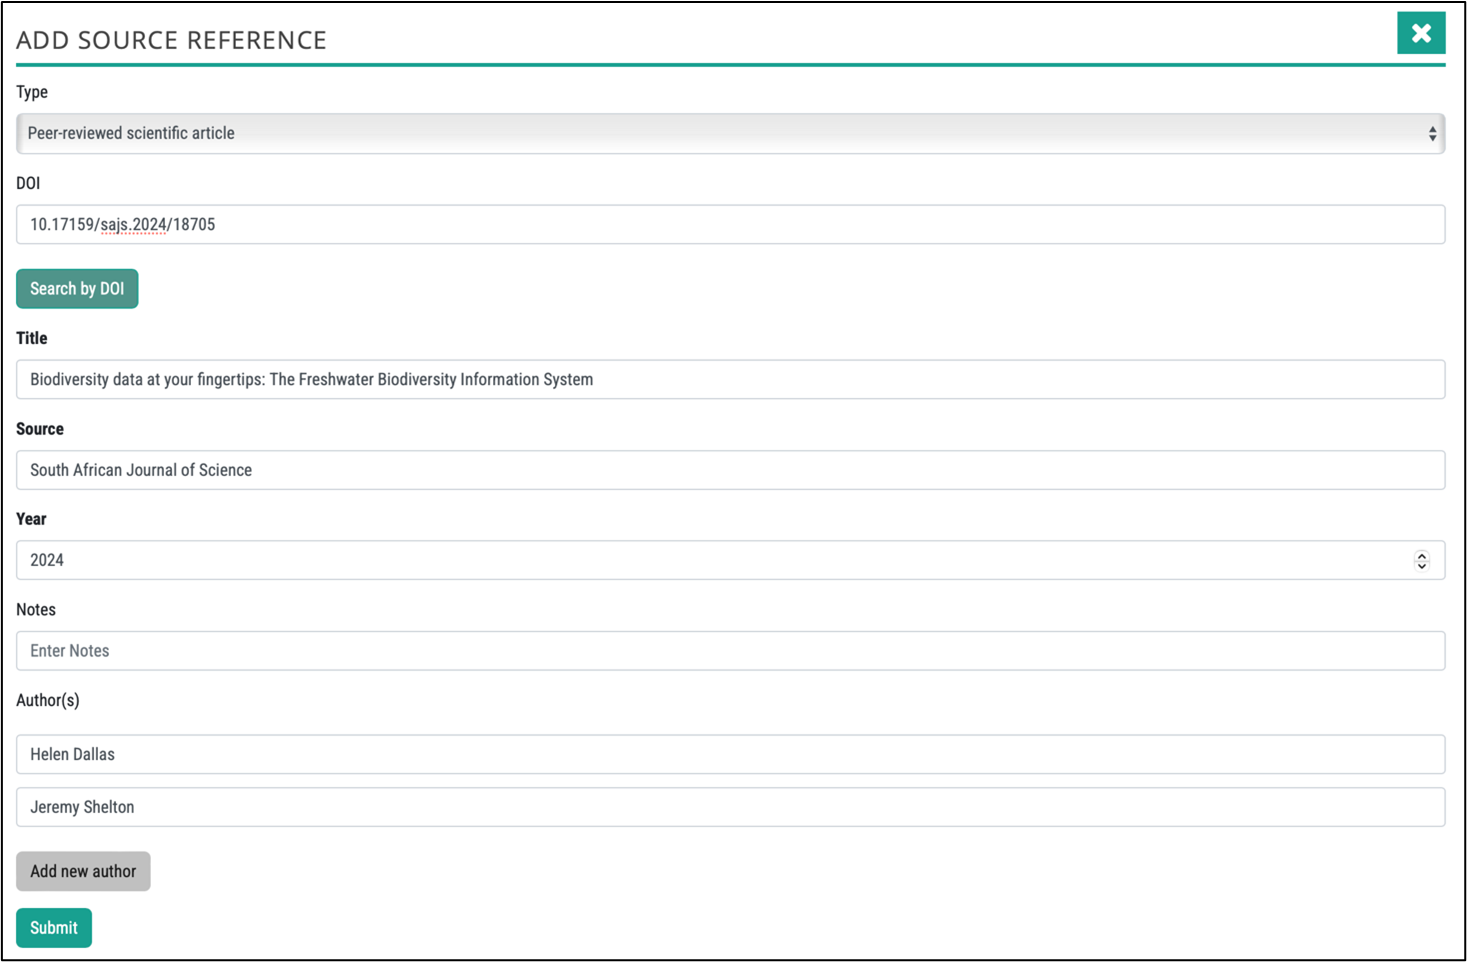 ADD SOURCE REFERENCE
Type
Peer-reviewed scientific article
DOI
10.17159/sajs.2024/18705
Search by DOI
Title
Biodiversity data at your fingertips: The Freshwater Biodiversity Information System
Source
South African Journal of Science
Year
2024
Notes
Enter Notes
Author(s)
Helen Dallas
Jeremy Shelton
Add new author
Submit